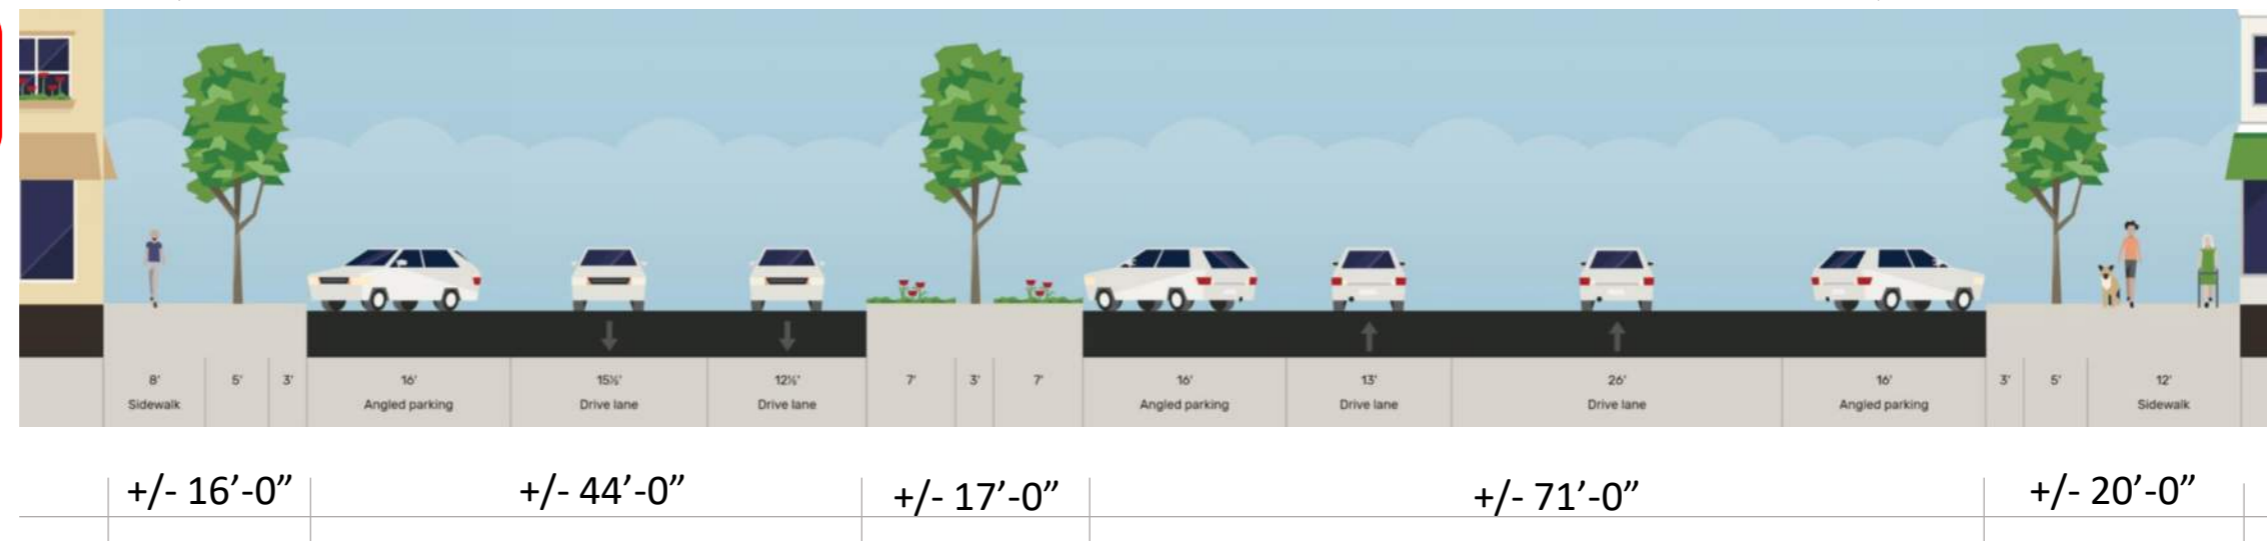 8' 5' 3' 16' 15½' 12½' 7' 3' 7' 16' 13' 26' 16' 3' 5' 12'
Sidewalk Angled parking Drive lane Drive lane Angled parking Drive lane Drive lane Angled parking Sidewalk
+/- 16’-0” +/- 44’-0” +/- 17’-0” +/- 71’-0” +/- 20’-0”